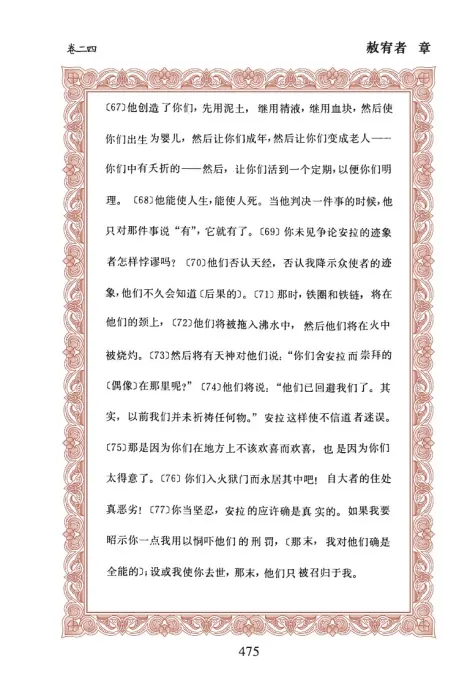 卷二四 赦宥者 章
〔67〕他创造了你们，先用泥土，继用精液，继用血块，然后使
你们出生为婴儿，然后让你们成年，然后让你们变成老人——
你们中有夭折的——然后，让你们活到一个定期，以便你们明
理。〔68〕他能使人生，能使人死。当他判决一件事的时候，他
只对那件事说“有”，它就有了。〔69〕你未见争论安拉的迹象
者怎样悖谬吗？〔70〕他们否认天经，否认我降示众使者的迹
象，他们不久会知道〔后果的〕。〔71〕那时，铁圈和铁链，将在
他们的颈上，〔72〕他们将被拖入沸水中，然后他们将在火中
被烧灼。〔73〕然后将有天神对他们说：“你们舍安拉而崇拜的
〔偶像〕在那里呢？”〔74〕他们将说：“他们已回避我们了。其
实，以前我们并未祈祷任何物。”安拉这样使不信道者迷误。
〔75〕那是因为你们在地方上不该欢喜而欢喜，也是因为你们
太得意了。〔76〕你们入火狱门而永居其中吧！自大者的住处
真恶劣！〔77〕你当坚忍，安拉的应许确是真实的。如果我要
昭示你一点我用以恫吓他们的刑罚，〔那末，我对他们确是
全能的〕；设或我使你去世，那末，他们只被召归于我。
475